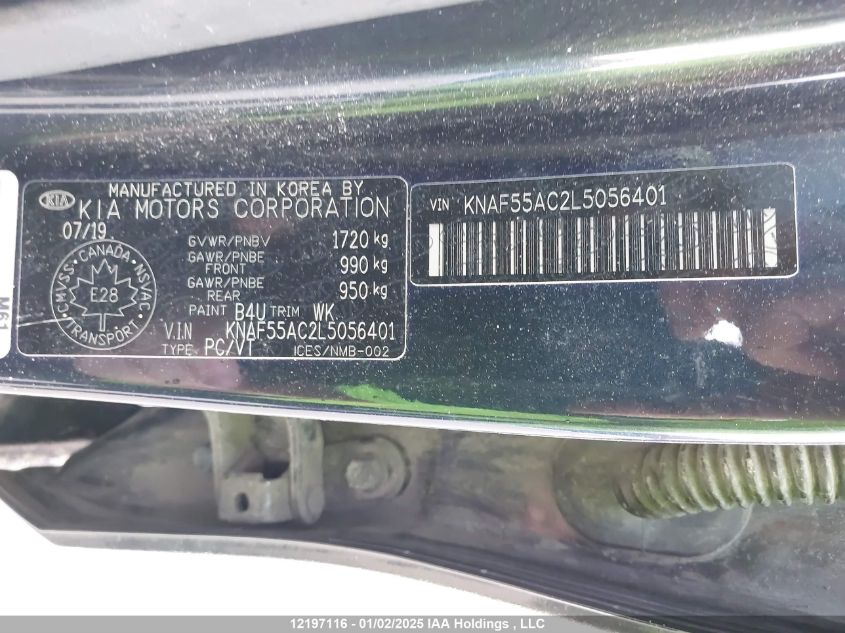 MANUFACTURED IN KOREA BY
KIA KIA MOTORS CORPORATION
07/19
GVWR/PNBV 1720 kg
GAWR/PNBE FRONT 990 kg
GAWR/PNBE REAR 950 kg
PAINT B4U TRIM WK
V.I.N KNAF55AC2L5056401
TYPE PC/VT ICES/NMB-002
CMVSS · CANADA · NSVAC
E28
TRANSPORT
VIN KNAF55AC2L5056401
M61
12197116 - 01/02/2025 IAA Holdings , LLC